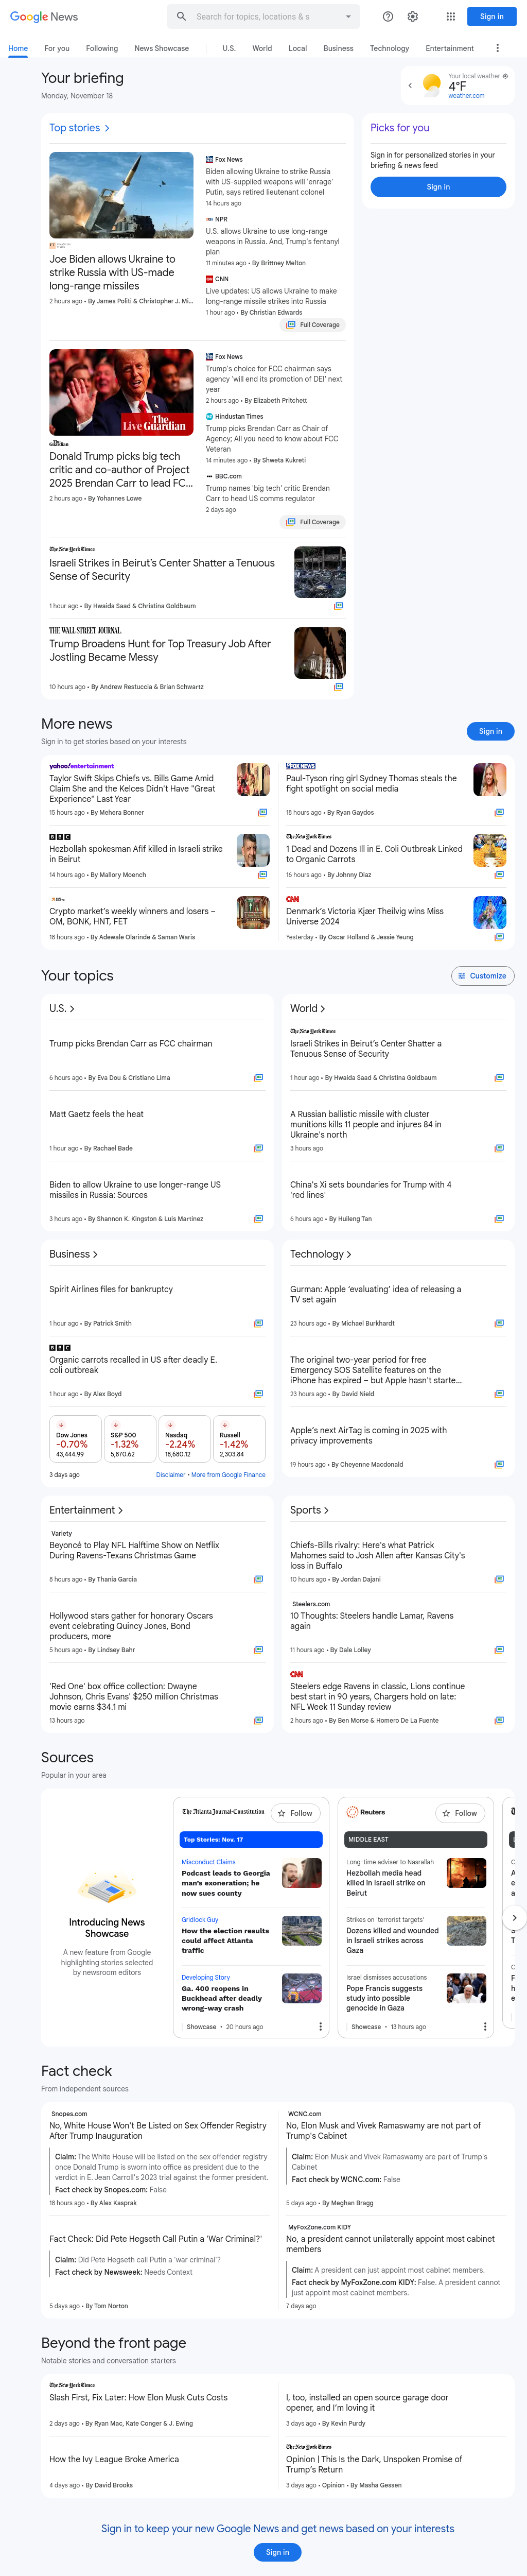 Google News
Search for topics, locations & s
Sign in
Home
For you
Following
News Showcase
U.S.
World
Local
Business
Technology
Entertainment
Your briefing
Monday, November 18
Your local weather
4°F
weather.com
Top stories
Joe Biden allows Ukraine to
strike Russia with US-made
long-range missiles
2 hours ago • By James Politi & Christopher J. Mi...
Fox News
Biden allowing Ukraine to strike Russia
with US-supplied weapons will 'enrage'
Putin, says retired lieutenant colonel
14 hours ago
NPR
U.S. allows Ukraine to use long-range
weapons in Russia. And, Trump's fentanyl
plan
11 minutes ago • By Brittney Melton
CNN
Live updates: US allows Ukraine to make
long-range missile strikes into Russia
1 hour ago • By Christian Edwards
Full Coverage
Picks for you
Sign in for personalized stories in your
briefing & news feed
Sign in
Live
The
Guardian
The
Guardian
Donald Trump picks big tech
critic and co-author of Project
2025 Brendan Carr to lead FC...
2 hours ago • By Yohannes Lowe
Fox News
Trump's choice for FCC chairman says
agency 'will end its promotion of DEI' next
year
2 hours ago • By Elizabeth Pritchett
Hindustan Times
Trump picks Brendan Carr as Chair of
Agency; All you need to know about FCC
Veteran
14 minutes ago • By Shweta Kukreti
BBC.com
Trump names 'big tech' critic Brendan
Carr to head US comms regulator
2 days ago
Full Coverage
The New York Times
Israeli Strikes in Beirut's Center Shatter a Tenuous
Sense of Security
1 hour ago • By Hwaida Saad & Christina Goldbaum
THE WALL STREET JOURNAL
Trump Broadens Hunt for Top Treasury Job After
Jostling Became Messy
10 hours ago • By Andrew Restuccia & Brian Schwartz
More news
Sign in to get stories based on your interests
Sign in
yahoo!entertainment
Taylor Swift Skips Chiefs vs. Bills Game Amid
Claim She and the Kelces Didn't Have "Great
Experience" Last Year
15 hours ago • By Mehera Bonner
FOX NEWS
Paul-Tyson ring girl Sydney Thomas steals the
fight spotlight on social media
18 hours ago • By Ryan Gaydos
BBC
Hezbollah spokesman Afif killed in Israeli strike
in Beirut
14 hours ago • By Mallory Moench
The New York Times
1 Dead and Dozens Ill in E. Coli Outbreak Linked
to Organic Carrots
16 hours ago • By Johnny Diaz
Crypto market's weekly winners and losers –
OM, BONK, HNT, FET
18 hours ago • By Adewale Olarinde & Saman Waris
CNN
Denmark's Victoria Kjær Theilvig wins Miss
Universe 2024
Yesterday • By Oscar Holland & Jessie Yeung
Your topics
Customize
U.S.
Trump picks Brendan Carr as FCC chairman
6 hours ago • By Eva Dou & Cristiano Lima
Matt Gaetz feels the heat
1 hour ago • By Rachael Bade
Biden to allow Ukraine to use longer-range US
missiles in Russia: Sources
3 hours ago • By Shannon K. Kingston & Luis Martinez
World
The New York Times
Israeli Strikes in Beirut's Center Shatter a
Tenuous Sense of Security
1 hour ago • By Hwaida Saad & Christina Goldbaum
A Russian ballistic missile with cluster
munitions kills 11 people and injures 84 in
Ukraine's north
3 hours ago
China's Xi sets boundaries for Trump with 4
'red lines'
6 hours ago • By Huileng Tan
Business
Spirit Airlines files for bankruptcy
1 hour ago • By Patrick Smith
BBC
Organic carrots recalled in US after deadly E.
coli outbreak
1 hour ago • By Alex Boyd
Dow Jones
-0.70%
43,444.99
S&P 500
-1.32%
5,870.62
Nasdaq
-2.24%
18,680.12
Russell
-1.42%
2,303.84
3 days ago
Disclaimer • More from Google Finance
Technology
Gurman: Apple 'evaluating' idea of releasing a
TV set again
23 hours ago • By Michael Burkhardt
The original two-year period for free
Emergency SOS Satellite features on the
iPhone has expired – but Apple hasn't starte...
23 hours ago • By David Nield
Apple's next AirTag is coming in 2025 with
privacy improvements
19 hours ago • By Cheyenne Macdonald
Entertainment
Variety
Beyoncé to Play NFL Halftime Show on Netflix
During Ravens-Texans Christmas Game
8 hours ago • By Thania Garcia
Hollywood stars gather for honorary Oscars
event celebrating Quincy Jones, Bond
producers, more
5 hours ago • By Lindsey Bahr
'Red One' box office collection: Dwayne
Johnson, Chris Evans' $250 million Christmas
movie earns $34.1 mi
13 hours ago
Sports
Chiefs-Bills rivalry: Here's what Patrick
Mahomes said to Josh Allen after Kansas City's
loss in Buffalo
10 hours ago • By Jordan Dajani
Steelers.com
10 Thoughts: Steelers handle Lamar, Ravens
again
11 hours ago • By Dale Lolley
CNN
Steelers edge Ravens in classic, Lions continue
best start in 90 years, Chargers hold on late:
NFL Week 11 Sunday review
2 hours ago • By Ben Morse & Homero De La Fuente
Sources
Popular in your area
Introducing News
Showcase
A new feature from Google
highlighting stories selected
by newsroom editors
The Atlanta Journal-Constitution
Follow
Top Stories: Nov. 17
Misconduct Claims
Podcast leads to Georgia
man's exoneration; he
now sues county
Gridlock Guy
How the election results
could affect Atlanta
traffic
Developing Story
Ga. 400 reopens in
Buckhead after deadly
wrong-way crash
Showcase • 20 hours ago
Reuters
Follow
MIDDLE EAST
Long-time adviser to Nasrallah
Hezbollah media head
killed in Israeli strike on
Beirut
Strikes on 'terrorist targets'
Dozens killed and wounded
in Israeli strikes across
Gaza
Israel dismisses accusations
Pope Francis suggests
study into possible
genocide in Gaza
Showcase • 13 hours ago
Fact check
From independent sources
Snopes.com
No, White House Won't Be Listed on Sex Offender Registry
After Trump Inauguration
Claim: The White House will be listed on the sex offender registry
once Donald Trump is sworn into office as president due to the
verdict in E. Jean Carroll's 2023 trial against the former president.
Fact check by Snopes.com: False
18 hours ago • By Alex Kasprak
WCNC.com
No, Elon Musk and Vivek Ramaswamy are not part of
Trump's Cabinet
Claim: Elon Musk and Vivek Ramaswamy are part of Trump's
Cabinet
Fact check by WCNC.com: False
5 days ago • By Meghan Bragg
Fact Check: Did Pete Hegseth Call Putin a 'War Criminal?'
Claim: Did Pete Hegseth call Putin a 'war criminal'?
Fact check by Newsweek: Needs Context
5 days ago • By Tom Norton
MyFoxZone.com KIDY
No, a president cannot unilaterally appoint most cabinet
members
Claim: A president can just appoint most cabinet members.
Fact check by MyFoxZone.com KIDY: False. A president cannot
just appoint most cabinet members.
7 days ago
Beyond the front page
Notable stories and conversation starters
The New York Times
Slash First, Fix Later: How Elon Musk Cuts Costs
2 days ago • By Ryan Mac, Kate Conger & J. Ewing
I, too, installed an open source garage door
opener, and I'm loving it
3 days ago • By Kevin Purdy
How the Ivy League Broke America
4 days ago • By David Brooks
The New York Times
Opinion | This Is the Dark, Unspoken Promise of
Trump's Return
3 days ago • Opinion • By Masha Gessen
Sign in to keep your new Google News and get news based on your interests
Sign in